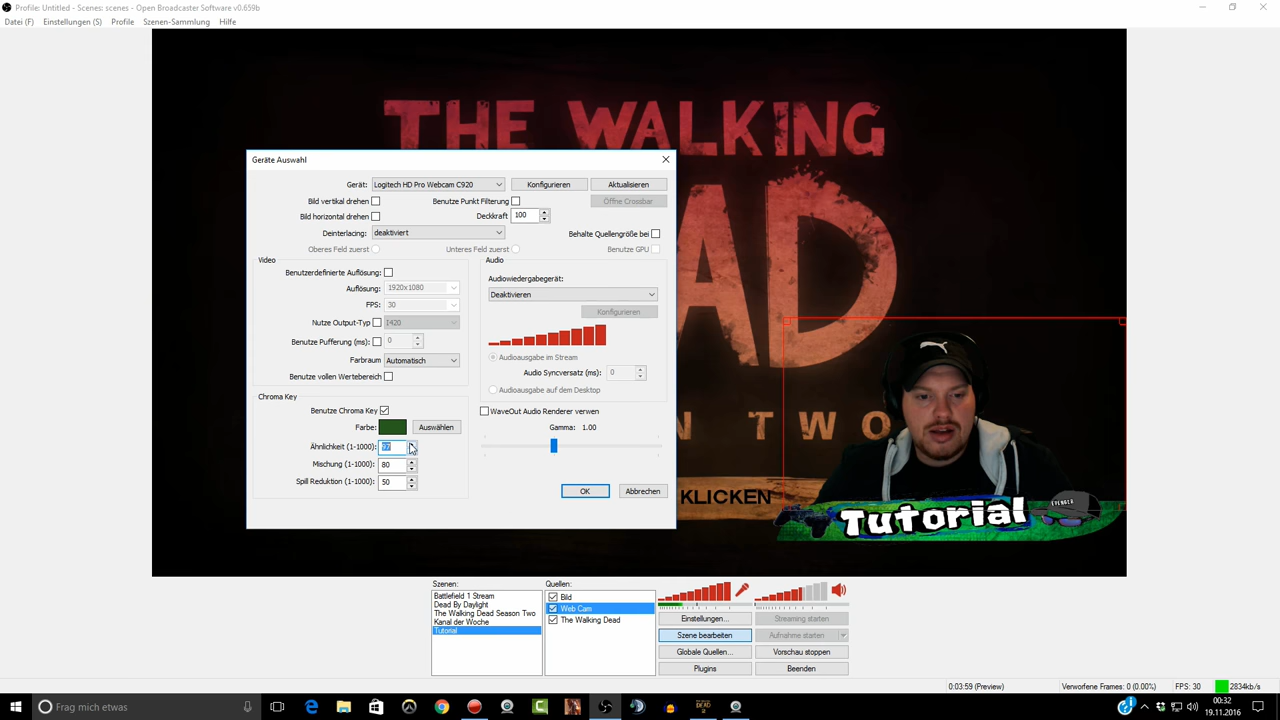 Profile: Untitled - Scenes: scenes - Open Broadcaster Software v0.659b
Datei (F) Einstellungen (S) Profile Szenen-Sammlung Hilfe
THE WALKING
DEAD
Geräte Auswahl
Gerät: Logitech HD Pro Webcam C920 Konfigurieren Aktualisieren
Bild vertikal drehen Benutze Punkt Filterung Öffne Crossbar
Bild horizontal drehen Deckkraft 100
Deinterlacing: deaktiviert Behalte Quellengröße bei
Oberes Feld zuerst Unteres Feld zuerst Benutze GPU
Video Audio
Benutzerdefinierte Auflösung: Audiowiedergabegerät:
Auflösung: 1920x1080 Deaktivieren
FPS: 30 Konfigurieren
Nutze Output-Typ I420
Benutze Pufferung (ms): 0
Audioausgabe im Stream
Farbraum Automatisch
Audio Syncversatz (ms): 0
Benutze vollen Wertebereich
Audioausgabe auf dem Desktop
Chroma Key
Benutze Chroma Key WaveOut Audio Renderer verwen
Farbe: Auswählen Gamma: 1.00
Ähnlichkeit (1-1000):
Mischung (1-1000): 80
Spill Reduktion (1-1000): 50
OK Abbrechen
N TWO
KLICKEN
Tutorial
Szenen: Quellen:
Battlefield 1 Stream
Dead By Daylight
The Walking Dead Season Two
Kanal der Woche
Tutorial
Bild
Web Cam
The Walking Dead
Einstellungen... Streaming starten
Szene bearbeiten Aufnahme starten
Globale Quellen... Vorschau stoppen
Plugins Beenden
0:03:59 (Preview) Verworfene Frames: 0 (0.00%) FPS: 30 2834kb/s
Frag mich etwas
00:32
19.11.2016